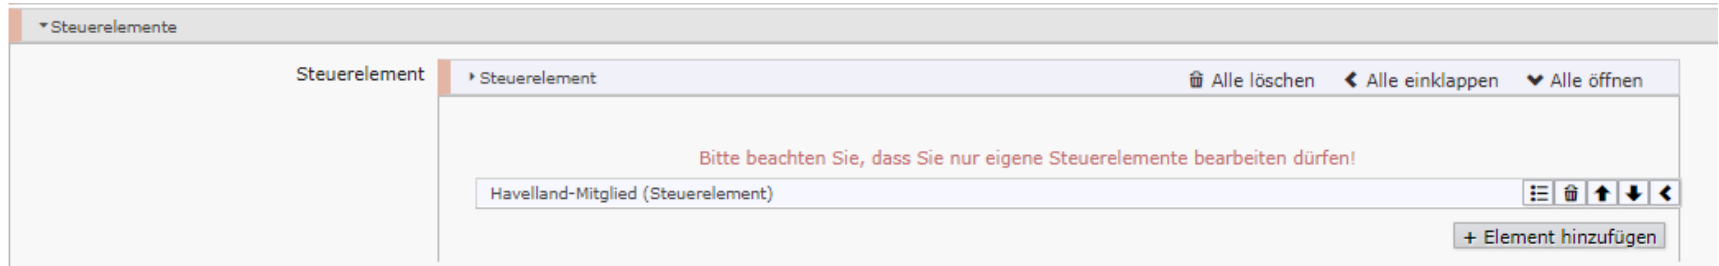 Steuerelemente
Steuerelement
Steuerelement
Alle löschen
Alle einklappen
Alle öffnen
Bitte beachten Sie, dass Sie nur eigene Steuerelemente bearbeiten dürfen!
Havelland-Mitglied (Steuerelement)
+ Element hinzufügen